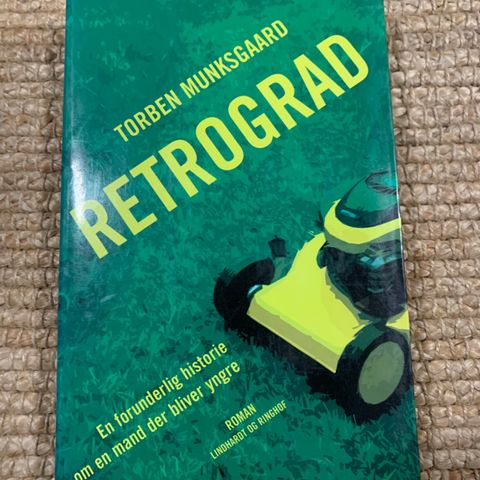 TORBEN MUNKSGAARD
RETROGRAD
En forunderlig historie
om en mand der bliver yngre
ROMAN
LINDHARDT OG RINGHOF